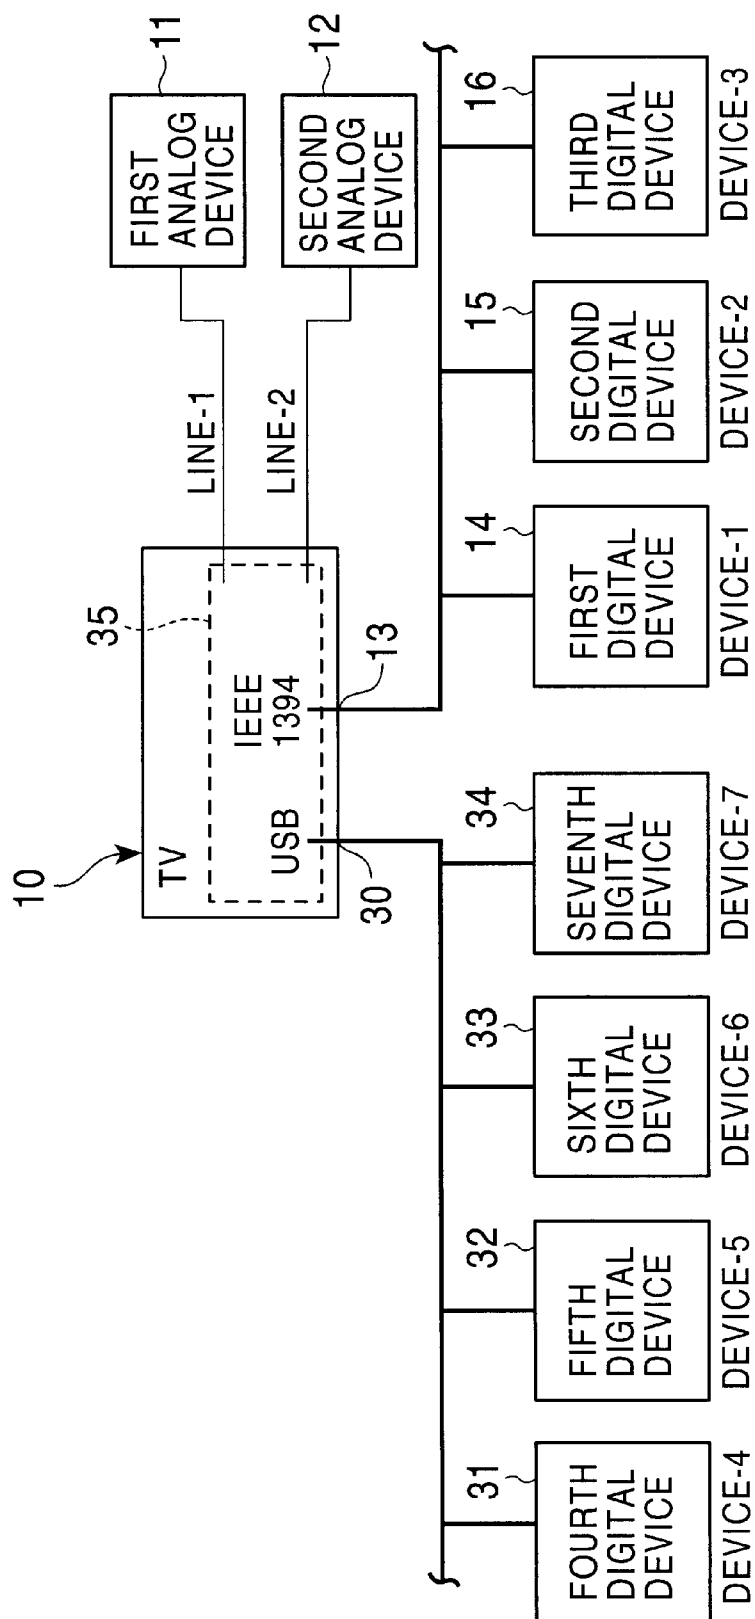 10
TV
35
USB
IEEE
1394
30
13
LINE-1
LINE-2
FIRST
ANALOG
DEVICE
11
SECOND
ANALOG
DEVICE
12
31
FOURTH
DIGITAL
DEVICE
DEVICE-4
32
FIFTH
DIGITAL
DEVICE
DEVICE-5
33
SIXTH
DIGITAL
DEVICE
DEVICE-6
34
SEVENTH
DIGITAL
DEVICE
DEVICE-7
14
FIRST
DIGITAL
DEVICE
DEVICE-1
15
SECOND
DIGITAL
DEVICE
DEVICE-2
16
THIRD
DIGITAL
DEVICE
DEVICE-3